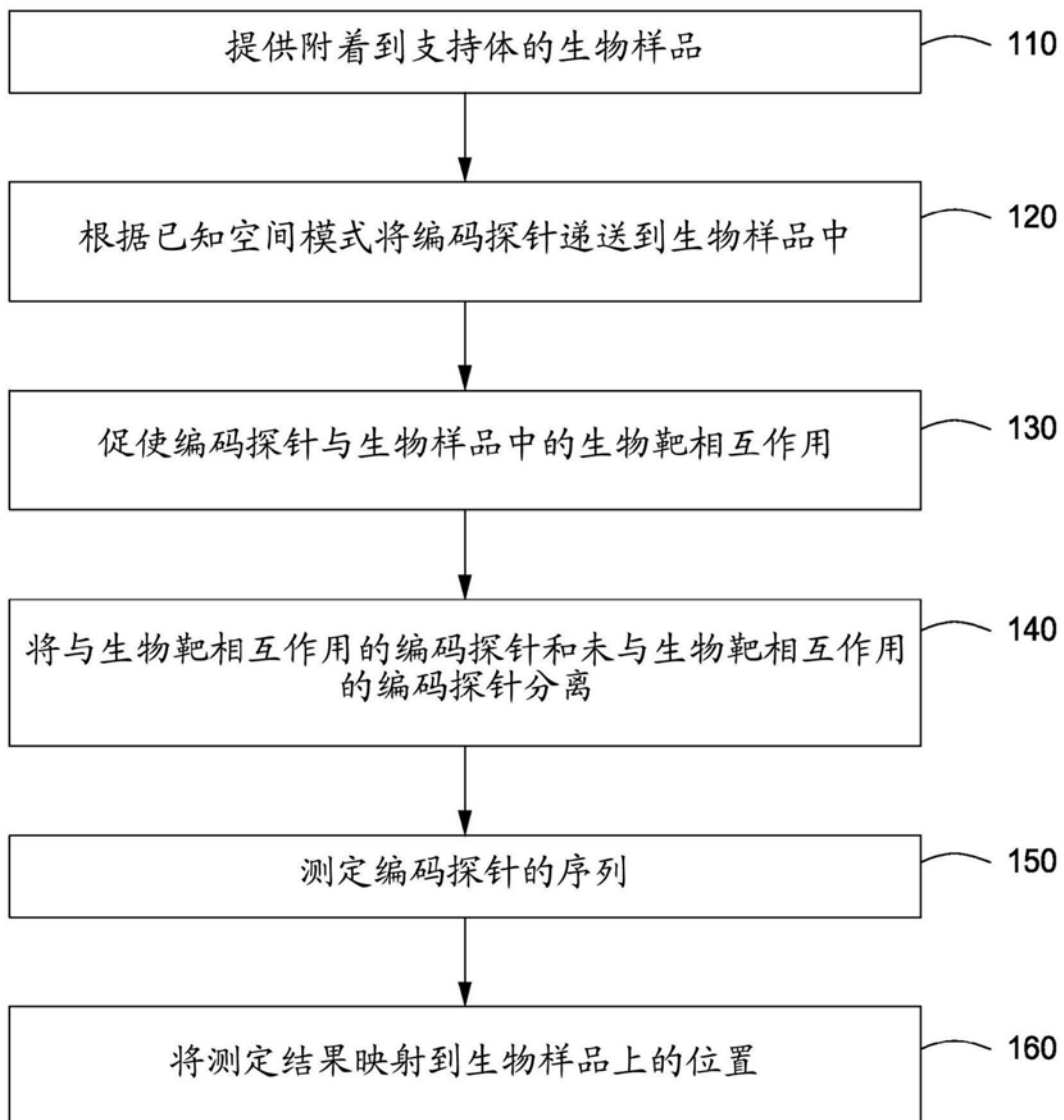 提供附着到支持体的生物样品
110
根据已知空间模式将编码探针递送到生物样品中
120
促使编码探针与生物样品中的生物靶相互作用
130
将与生物靶相互作用的编码探针和未与生物靶相互作用
的编码探针分离
140
测定编码探针的序列
150
将测定结果映射到生物样品上的位置
160